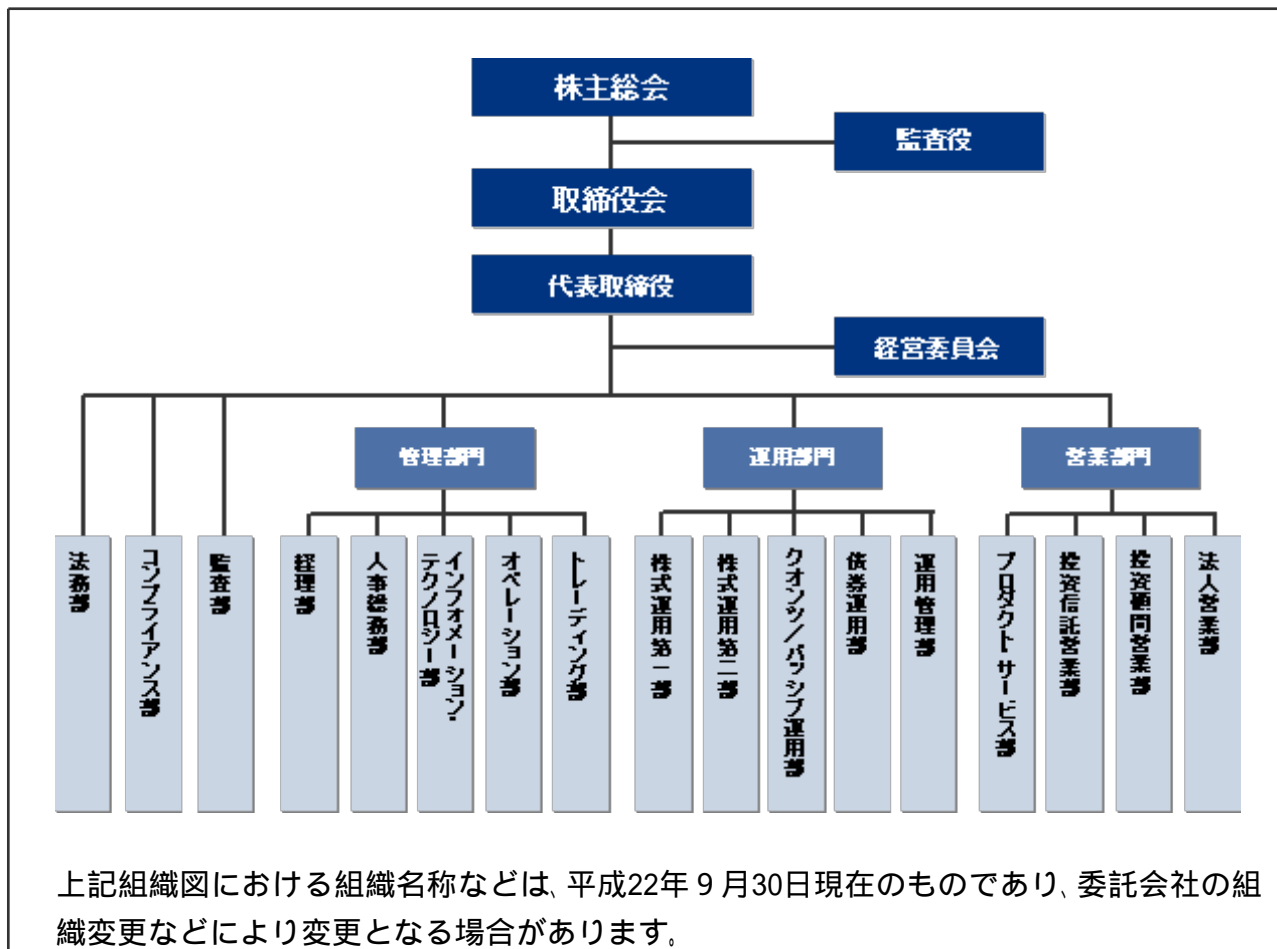 株主総会
監査役
取締役会
代表取締役
経営委員会
管理部門
運用部門
営業部門
法務部
コンプライアンス部
監査部
経理部
人事総務部
インフォメーション・
テクノロジー部
オペレーション部
トレーディング部
株式運用第一部
株式運用第二部
クオンツ/パッシブ運用部
債券運用部
運用管理部
プロダクト・サービス部
投資信託営業部
投資顧問営業部
法人営業部
上記組織図における組織名称などは、平成22年9月30日現在のものであり、委託会社の組
織変更などにより変更となる場合があります。